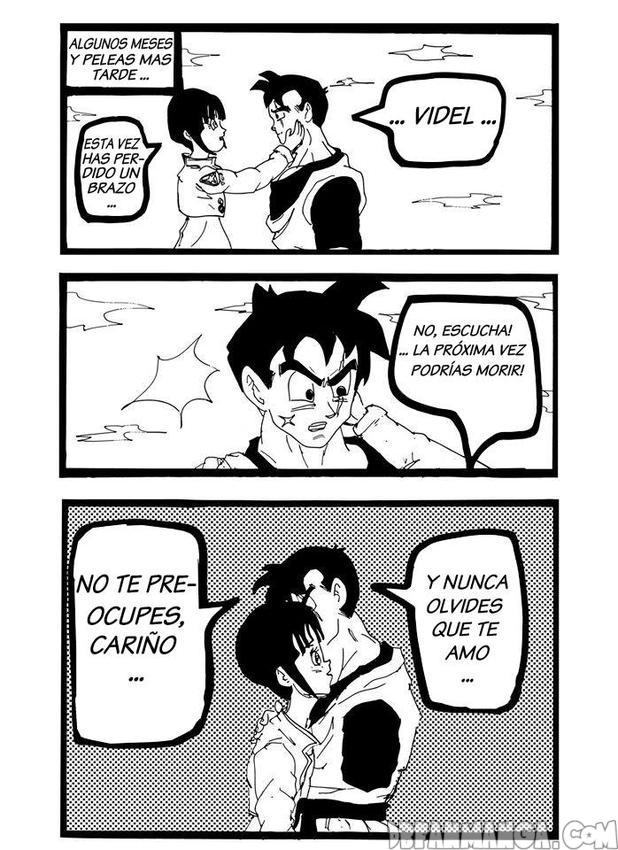 ALGUNOS MESES
Y PELEAS MAS
TARDE ...
... VIDEL ...
ESTA VEZ
HAS PER-
DIDO UN
BRAZO
...
NO, ESCUCHA!
... LA PRÓXIMA VEZ
PODRÍAS MORIR!
NO TE PRE-
OCUPES,
CARIÑO
...
Y NUNCA
OLVIDES
QUE TE
AMO
...
DBFANMANGA.COM